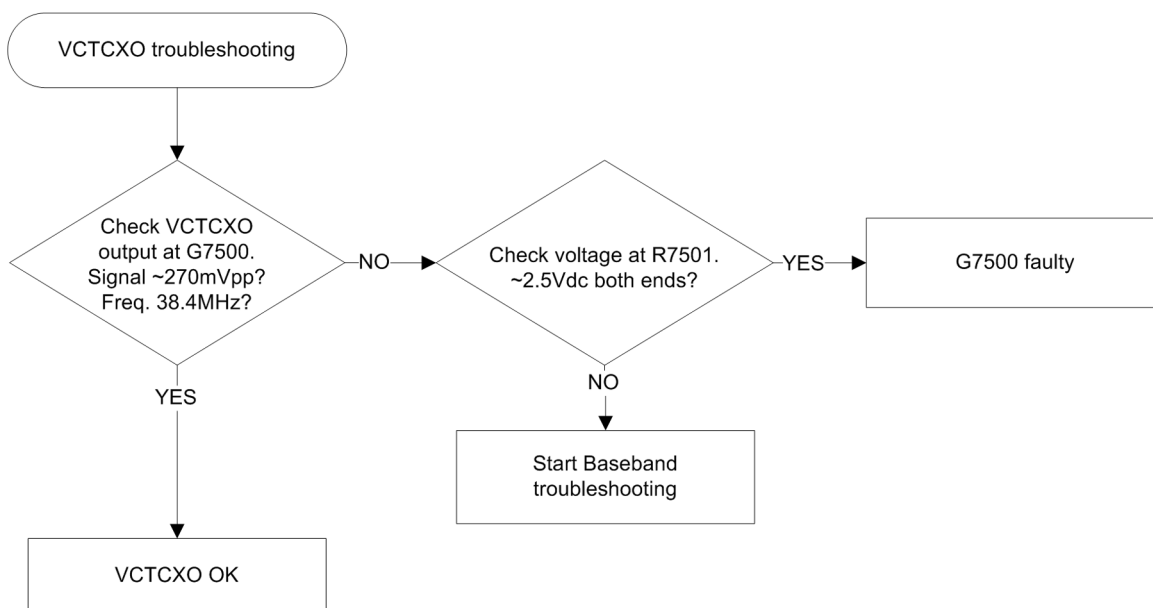 VCTCXO troubleshooting
Check VCTCXO
output at G7500.
Signal ~270mVpp?
Freq. 38.4MHz?
NO
Check voltage at R7501.
~2.5Vdc both ends?
YES
G7500 faulty
YES
NO
Start Baseband
troubleshooting
VCTCXO OK